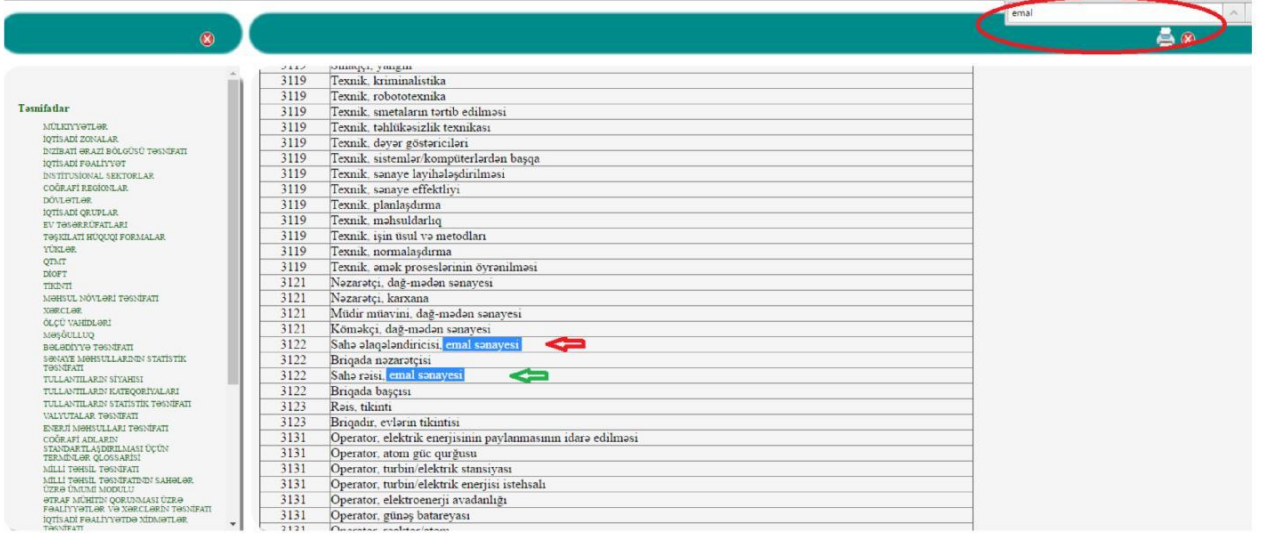 emal
Təsnifatlar
MÜLKİYYƏTLƏR
İQTİSADİ ZONALAR
İNZİBATİ ƏRAZİ BÖLGÜSÜ TƏSNİFATI
İQTİSADİ FƏALİYYƏT
İNSTİTUSİONAL SEKTORLAR
COĞRAFİ REGİONLAR
DÖVLƏTLƏR
İQTİSADİ QRUPLAR
EV TƏSƏRRÜFATLARI
TƏŞKİLATI HÜQUQI FORMALAR
YÜKLƏR
QTMT
DİOFT
TİKİNTİ
MƏHSUL NÖVLƏRİ TƏSNİFATI
XƏRCLƏR
ÖLÇÜ VAHİDLƏRİ
MƏŞĞULLUQ
BƏLƏDİYYƏ TƏSNİFATI
SƏNAYE MƏHSULLARININ STATİSTİK
TƏSNİFATI
TULLANTILARIN SİYAHISI
TULLANTILARIN KATEQORİYALARI
TULLANTILARIN STATİSTİK TƏSNİFATI
VALYUTALAR TƏSNİFATI
ENERJİ MƏHSULLARI TƏSNİFATI
COĞRAFİ ADLARIN
STANDARTLAŞDIRILMASI ÜÇÜN
TERMİNLƏR QLOSSARİSİ
MİLLİ TƏHSİL TƏSNİFATI
MİLLİ TƏHSİL TƏSNİFATININ SAHƏLƏR
ÜZRƏ ÜMUMİ MODULU
ƏTRAF MÜHİTİN QORUNMASI ÜZRƏ
FƏALİYYƏTLƏR VƏ XƏRCLƏRİN TƏSNİFATI
İQTİSADİ FƏALİYYƏTDƏ XİDMƏTLƏR
TƏSNİFATI
3119 Sınaqçı, yanğın
3119 Texnik, kriminalistika
3119 Texnik, robototexnika
3119 Texnik, smetaların tərtib edilməsi
3119 Texnik, təhlükəsizlik texnikası
3119 Texnik, dəyər göstəriciləri
3119 Texnik, sistemlər/kompüterlərdən başqa
3119 Texnik, sənaye layihələşdirilməsi
3119 Texnik, sənaye effektliyi
3119 Texnik, planlaşdırma
3119 Texnik, məhsuldarlıq
3119 Texnik, işin üsul və metodları
3119 Texnik, normalaşdırma
3119 Texnik, əmək proseslərinin öyrənilməsi
3121 Nəzarətçi, dağ-mədən sənayesi
3121 Nəzarətçi, karxana
3121 Müdir müavini, dağ-mədən sənayesi
3121 Köməkçi, dağ-mədən sənayesi
3122 Sahə əlaqələndiricisi, emal sənayesi
3122 Briqada nəzarətçisi
3122 Sahə rəisi, emal sənayesi
3122 Briqada başçısı
3123 Rəis, tikinti
3123 Briqadir, evlərin tikintisi
3131 Operator, elektrik enerjisinin paylanmasının idarə edilməsi
3131 Operator, atom güc qurğusu
3131 Operator, turbin/elektrik stansiyası
3131 Operator, turbin/elektrik enerjisi istehsalı
3131 Operator, elektroenerji avadanlığı
3131 Operator, günəş batareyası
3131 Operator, reaktor/atom